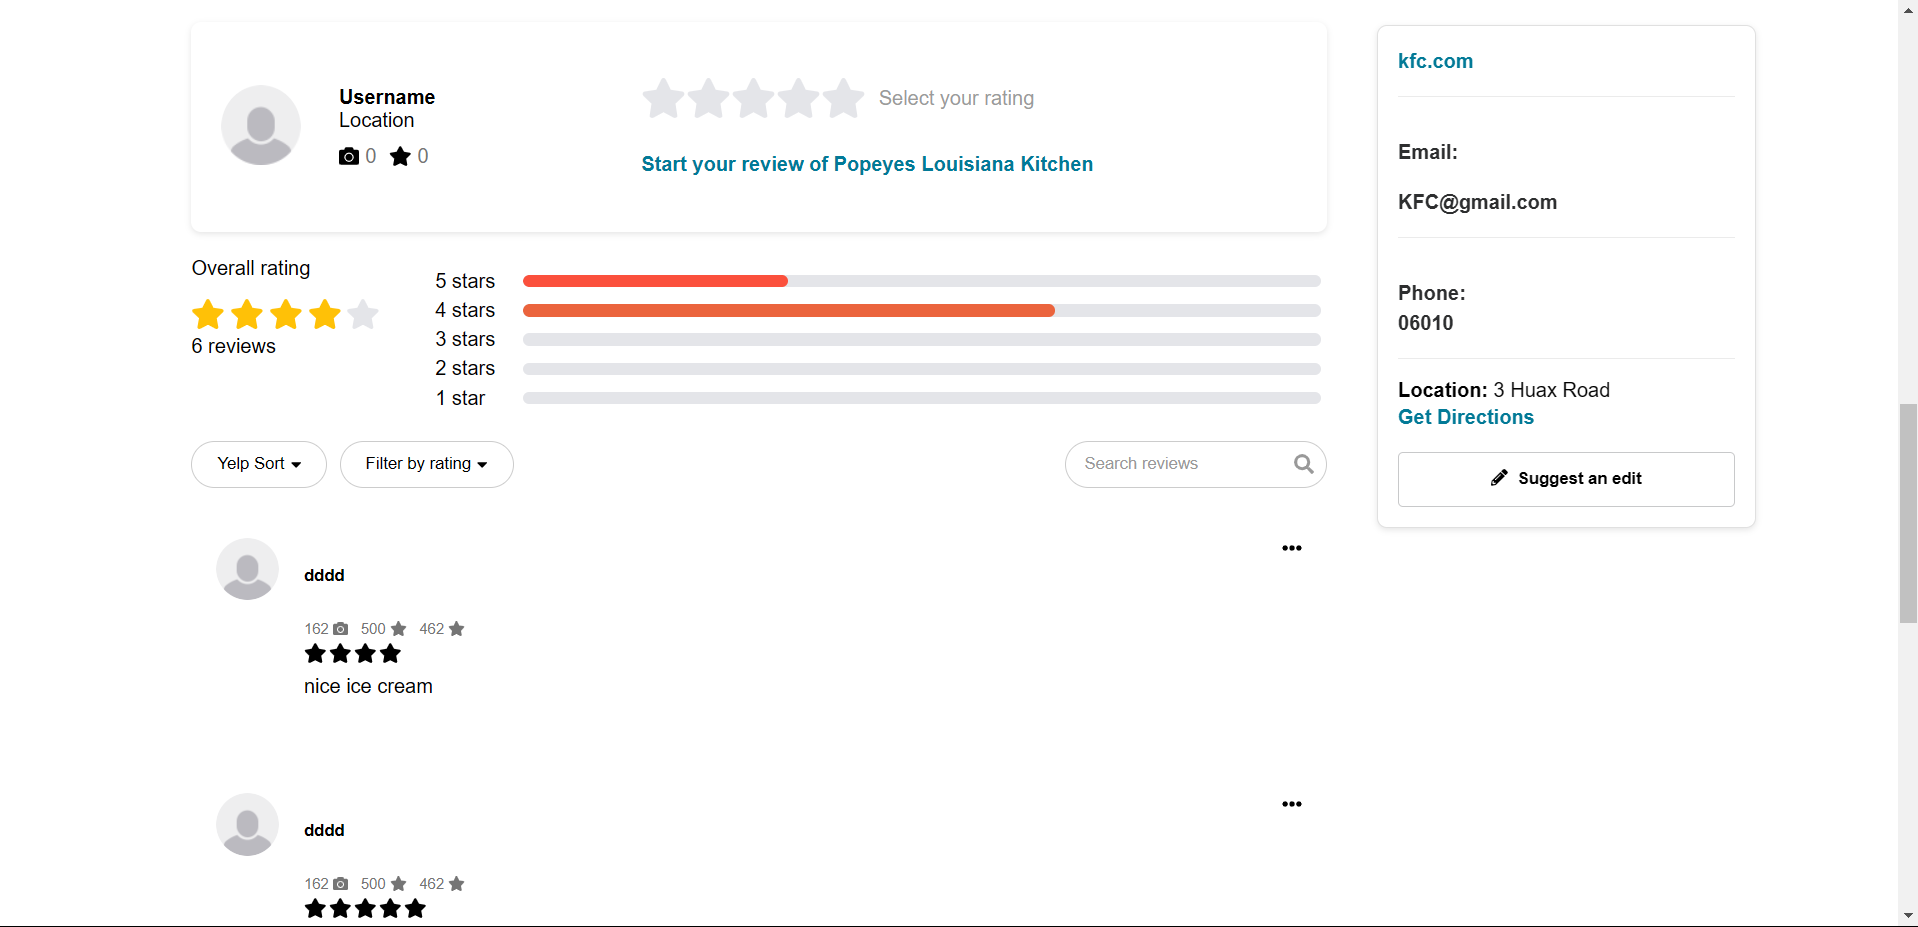 Username
Location
0 0
Select your rating
Start your review of Popeyes Louisiana Kitchen
Overall rating
6 reviews
5 stars
4 stars
3 stars
2 stars
1 star
Yelp Sort
Filter by rating
Search reviews
dddd
162 500 462
nice ice cream
dddd
162 500 462
kfc.com
Email:
KFC@gmail.com
Phone:
06010
Location: 3 Huax Road
Get Directions
Suggest an edit